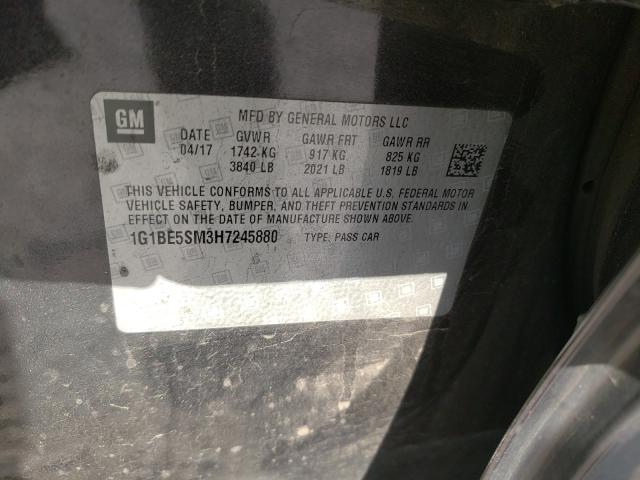 GM
MFD BY GENERAL MOTORS LLC
DATE GVWR GAWR FRT GAWR RR
04/17 1742 KG 917 KG 825 KG
3840 LB 2021 LB 1819 LB
THIS VEHICLE CONFORMS TO ALL APPLICABLE U.S. FEDERAL MOTOR
VEHICLE SAFETY, BUMPER, AND THEFT PREVENTION STANDARDS IN
EFFECT ON THE DATE OF MANUFACTURE SHOWN ABOVE.
1G1BE5SM3H7245880 TYPE: PASS CAR